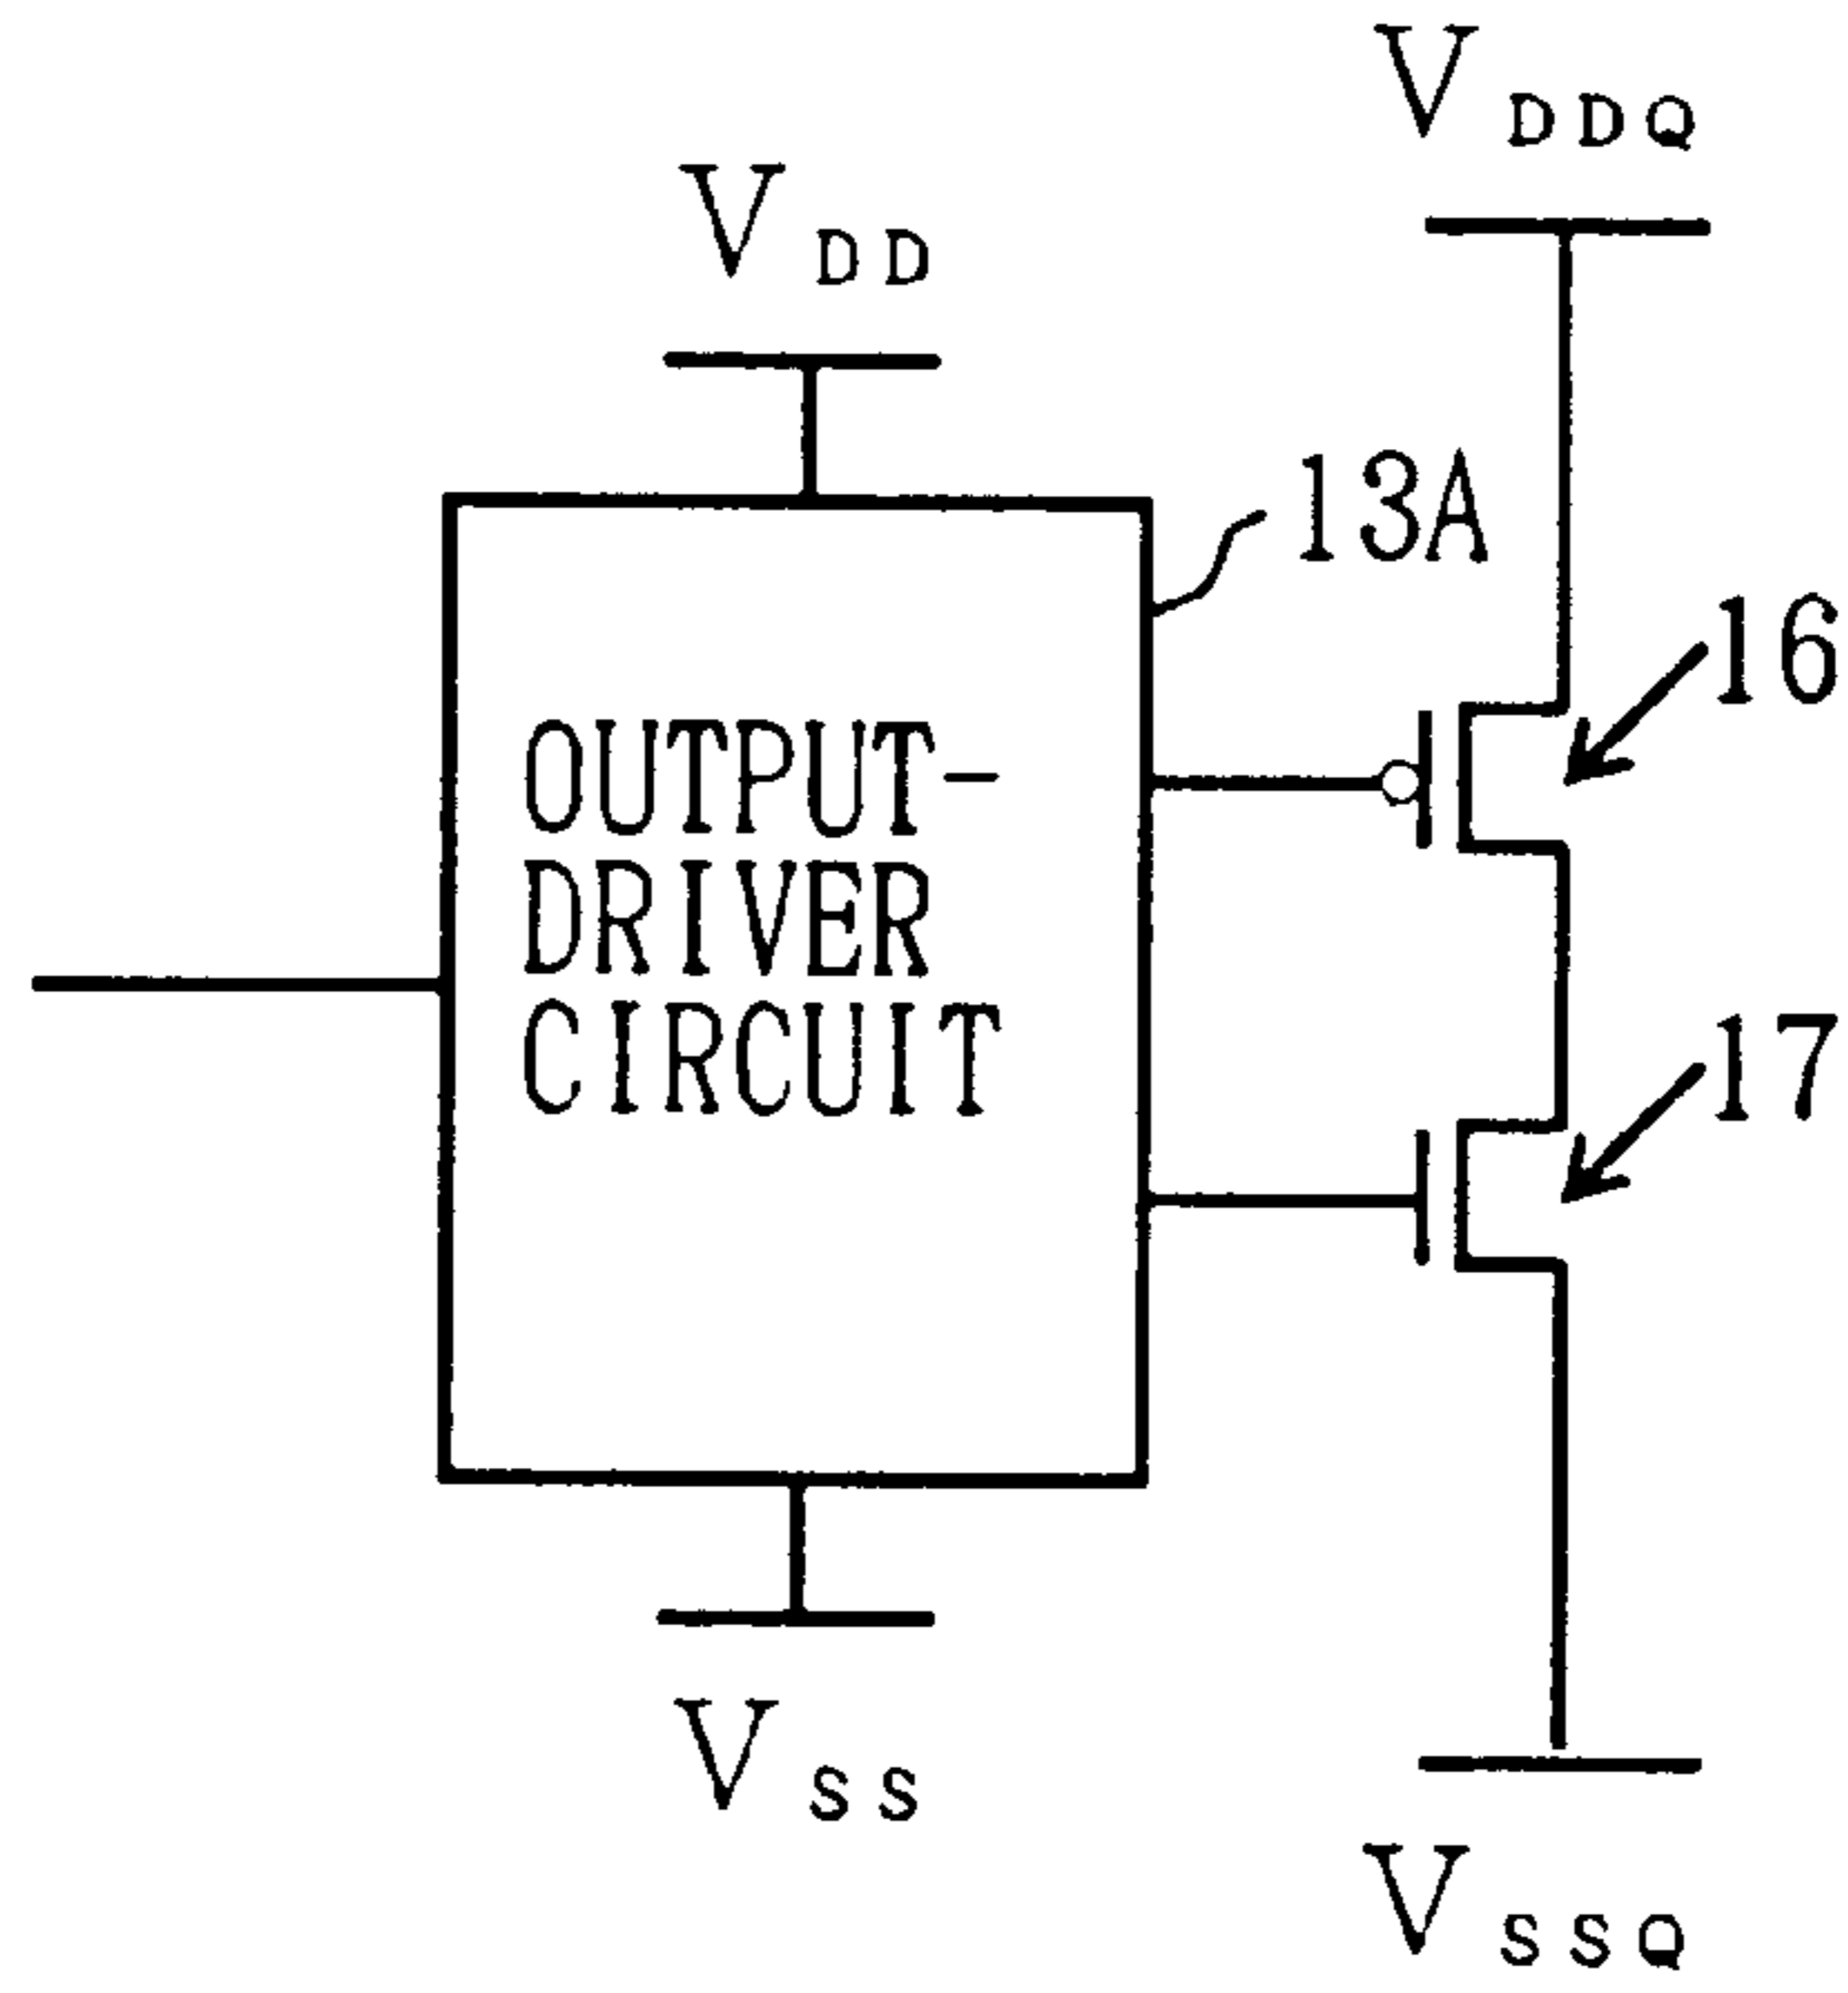 VDDQ
VDD
13A
16
OUTPUT-
DRIVER
CIRCUIT
17
VSS
VSSQ